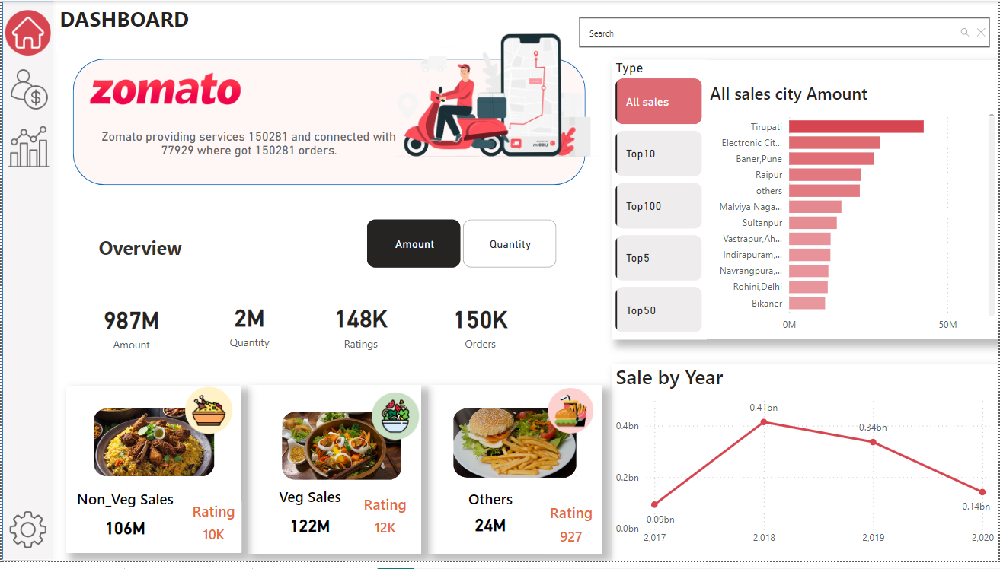 DASHBOARD
Search
zomato
Zomato providing services 150281 and connected with
77929 where got 150281 orders.
Overview
Amount
Quantity
987M
Amount
2M
Quantity
148K
Ratings
150K
Orders
Non_Veg Sales
106M
Rating
10K
Veg Sales
122M
Rating
12K
Others
24M
Rating
927
Type
All sales
Top10
Top100
Top5
Top50
All sales city Amount
Tirupati
Electronic Cit...
Baner,Pune
Raipur
others
Malviya Naga...
Sultanpur
Vastrapur,Ah...
Indirapuram,...
Navrangpura,...
Rohini,Delhi
Bikaner
0M
50M
Sale by Year
0.4bn
0.2bn
0.0bn
0.09bn
0.41bn
0.34bn
0.14bn
2,017
2,018
2,019
2,020